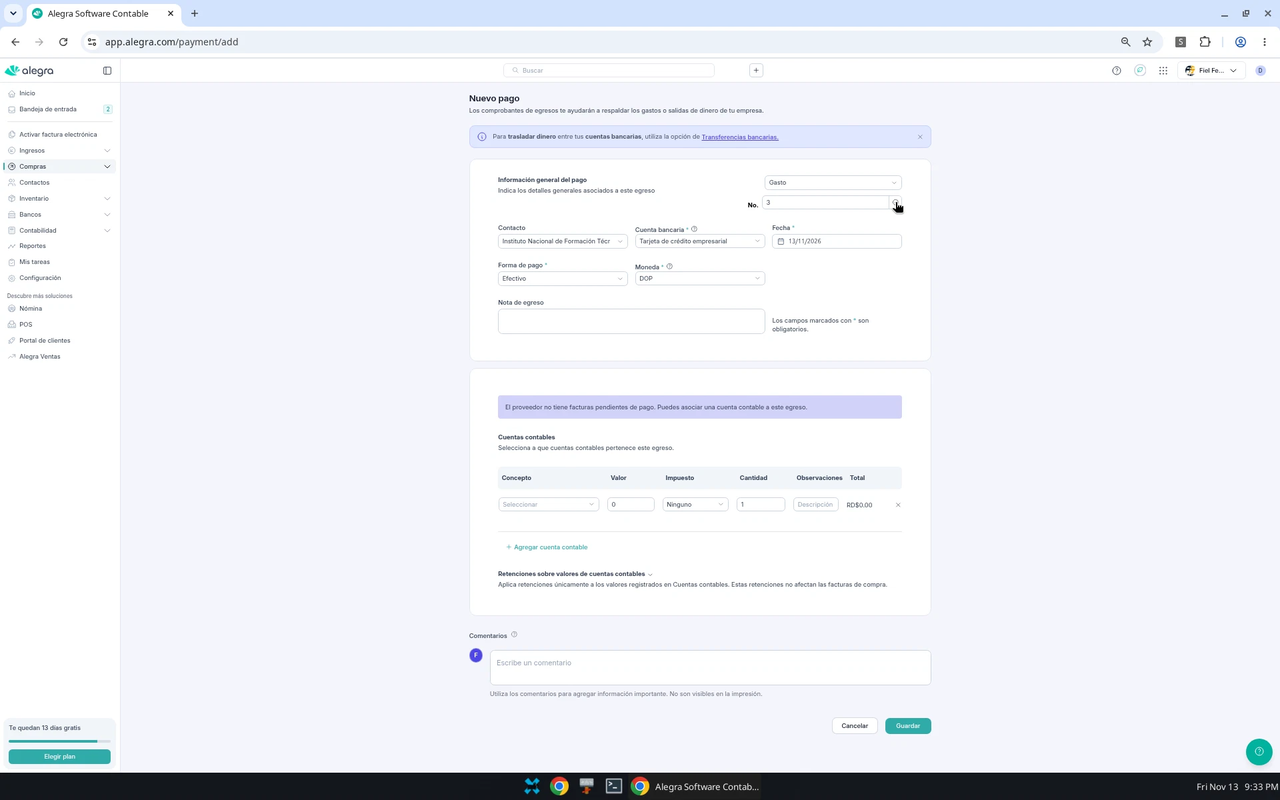 Alegra Software Contable
app.alegra.com/payment/add
alegra
Buscar
Fiel Fe...
D
Inicio
Bandeja de entrada 2
Activar factura electrónica
Ingresos
Compras
Contactos
Inventario
Bancos
Contabilidad
Reportes
Mis tareas
Configuración
Descubre más soluciones
Nómina
POS
Portal de clientes
Alegra Ventas
Te quedan 13 días gratis
Elegir plan
Nuevo pago
Los comprobantes de egresos te ayudarán a respaldar los gastos o salidas de dinero de tu empresa.
Para trasladar dinero entre tus cuentas bancarias, utiliza la opción de Transferencias bancarias.
Información general del pago
Indica los detalles generales asociados a este egreso
Gasto
No. 3
Contacto Cuenta bancaria * Fecha *
Instituto Nacional de Formación Técr Tarjeta de crédito empresarial 13/11/2026
Forma de pago * Moneda *
Efectivo DOP
Nota de egreso
Los campos marcados con * son
obligatorios.
El proveedor no tiene facturas pendientes de pago. Puedes asociar una cuenta contable a este egreso.
Cuentas contables
Selecciona a que cuentas contables pertenece este egreso.
Concepto Valor Impuesto Cantidad Observaciones Total
Seleccionar 0 Ninguno 1 Descripción RD$0.00
+ Agregar cuenta contable
Retenciones sobre valores de cuentas contables
Aplica retenciones únicamente a los valores registrados en Cuentas contables. Estas retenciones no afectan las facturas de compra.
Comentarios
F
Escribe un comentario
Utiliza los comentarios para agregar información importante. No son visibles en la impresión.
Cancelar Guardar
Alegra Software Contab...
Fri Nov 13 9:33 PM